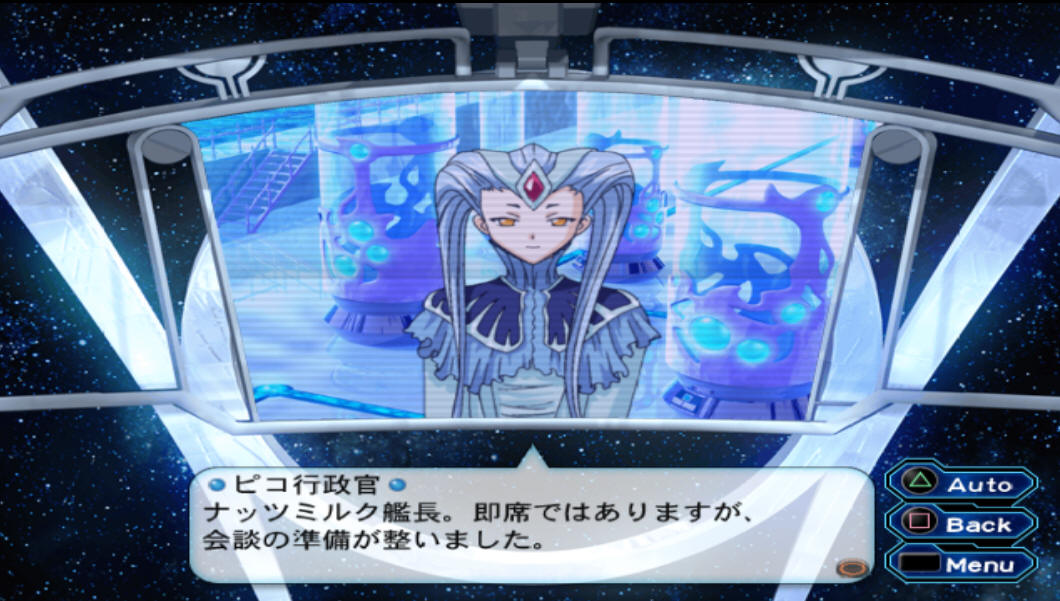 ピコ行政官
ナッツミルク艦長。即席ではありますが、
会談の準備が整いました。
Auto
Back
Menu